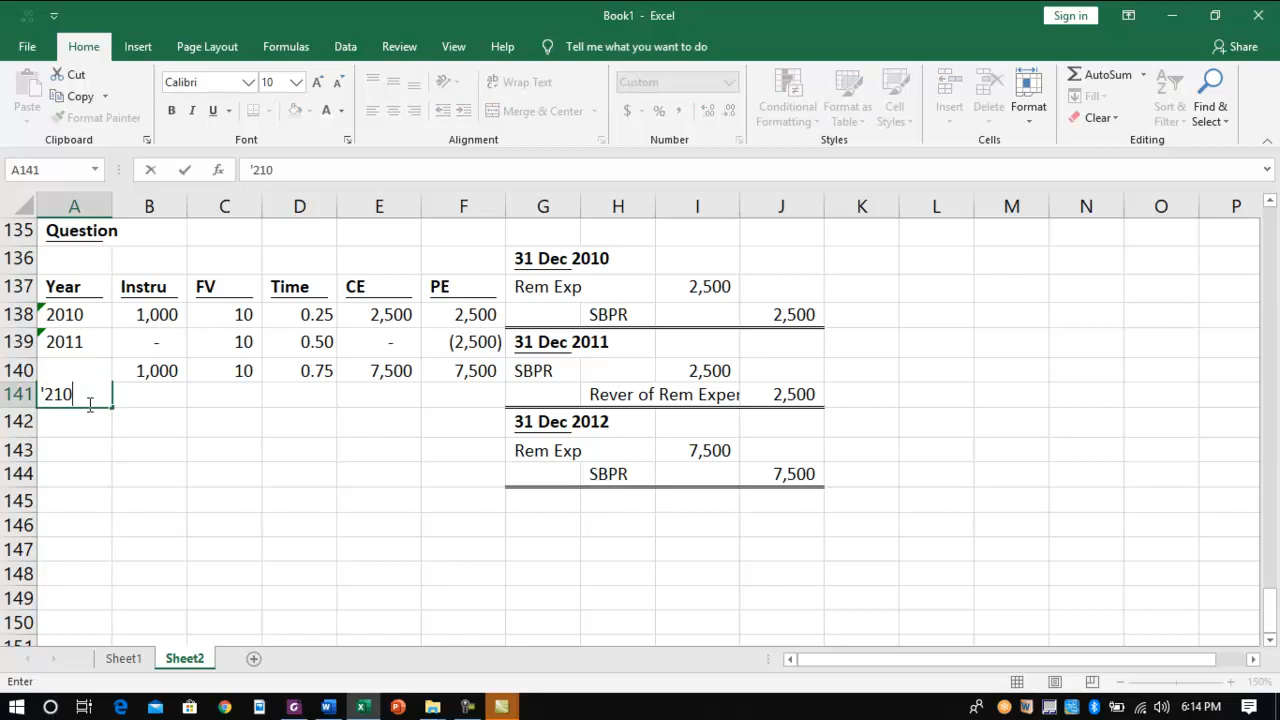 Book1 - Excel
Sign in
File Home Insert Page Layout Formulas Data Review View Help Tell me what you want to do Share
Paste Cut Copy Format Painter
Calibri 10
B I U
Wrap Text
Merge & Center
Custom
$ % ,
Conditional Formatting Format as Table Cell Styles
Insert Delete Format
AutoSum Fill Clear
Sort & Filter Find & Select
Clipboard Font Alignment Number Styles Cells Editing
A141 fx '210
A B C D E F G H I J K L M N O P
135 Question
136 31 Dec 2010
137 Year Instru FV Time CE PE Rem Exp 2,500
138 2010 1,000 10 0.25 2,500 2,500 SBPR 2,500
139 2011 - 10 0.50 - (2,500) 31 Dec 2011
140 1,000 10 0.75 7,500 7,500 SBPR 2,500
141 '210 Rever of Rem Exper 2,500
142 31 Dec 2012
143 Rem Exp 7,500
144 SBPR 7,500
145
146
147
148
149
150
151
Sheet1 Sheet2
Enter 150%
6:14 PM